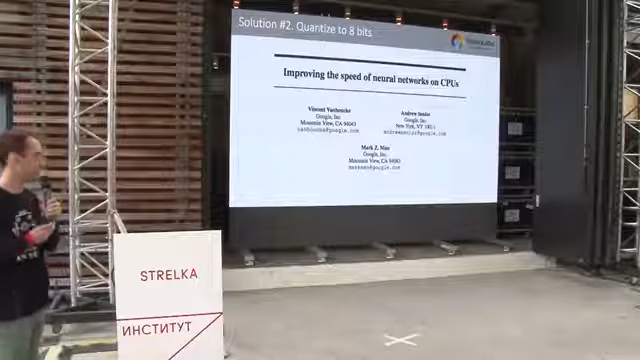 Solution #2. Quantize to 8 bits
Improving the speed of neural networks on CPUs
Vincent Vanhoucke
Google, Inc.
Mountain View, CA 94043
Andrew Senior
Google, Inc.
New York, NY
Mark Z. Mao
Google, Inc.
Mountain View, CA 94043
STRELKA
ИНСТИТУТ